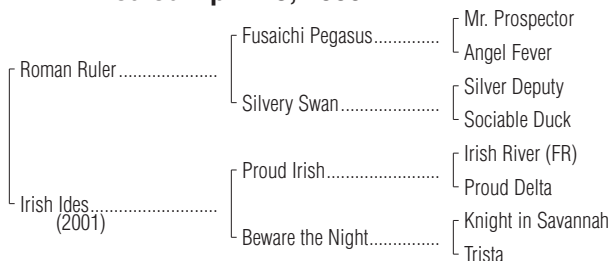 Mr. Prospector
Fusaichi Pegasus
Angel Fever
Roman Ruler
Silver Deputy
Silvery Swan
Sociable Duck
Irish River (FR)
Proud Irish
Proud Delta
Irish Ides
(2001)
Knight in Savannah
Beware the Night
Trista